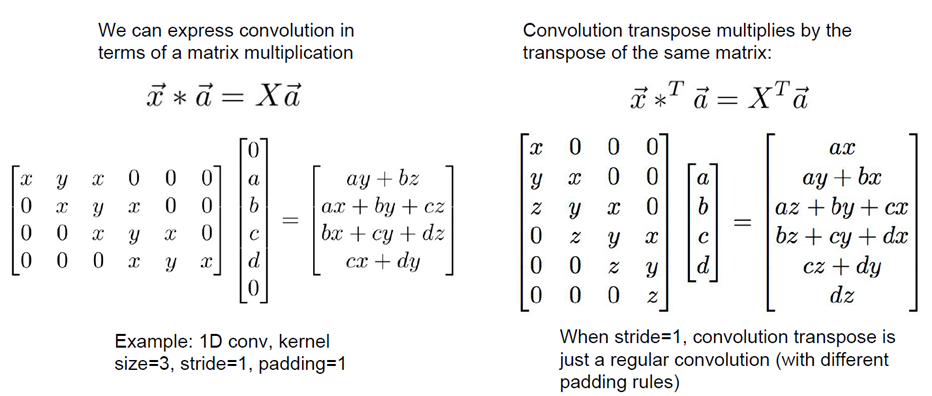 We can express convolution in
terms of a matrix multiplication
x⃗ ∗ a⃗ = Xa⃗
[x y x 0 0 0] [0]
[0 x y x 0 0] [a]
[0 0 x y x 0] [b]
[0 0 0 x y x] [c]
[d]
[0]
=
[ay + bz]
[ax + by + cz]
[bx + cy + dz]
[cx + dy]
Example: 1D conv, kernel
size=3, stride=1, padding=1
Convolution transpose multiplies by the
transpose of the same matrix:
x⃗ ∗ᵀ a⃗ = Xᵀa⃗
[x 0 0 0]
[y x 0 0] [a]
[z y x 0] [b]
[0 z y x] [c]
[0 0 z y] [d]
[0 0 0 z]
=
[ax]
[ay + bx]
[az + by + cx]
[bz + cy + dx]
[cz + dy]
[dz]
When stride=1, convolution transpose is
just a regular convolution (with different
padding rules)